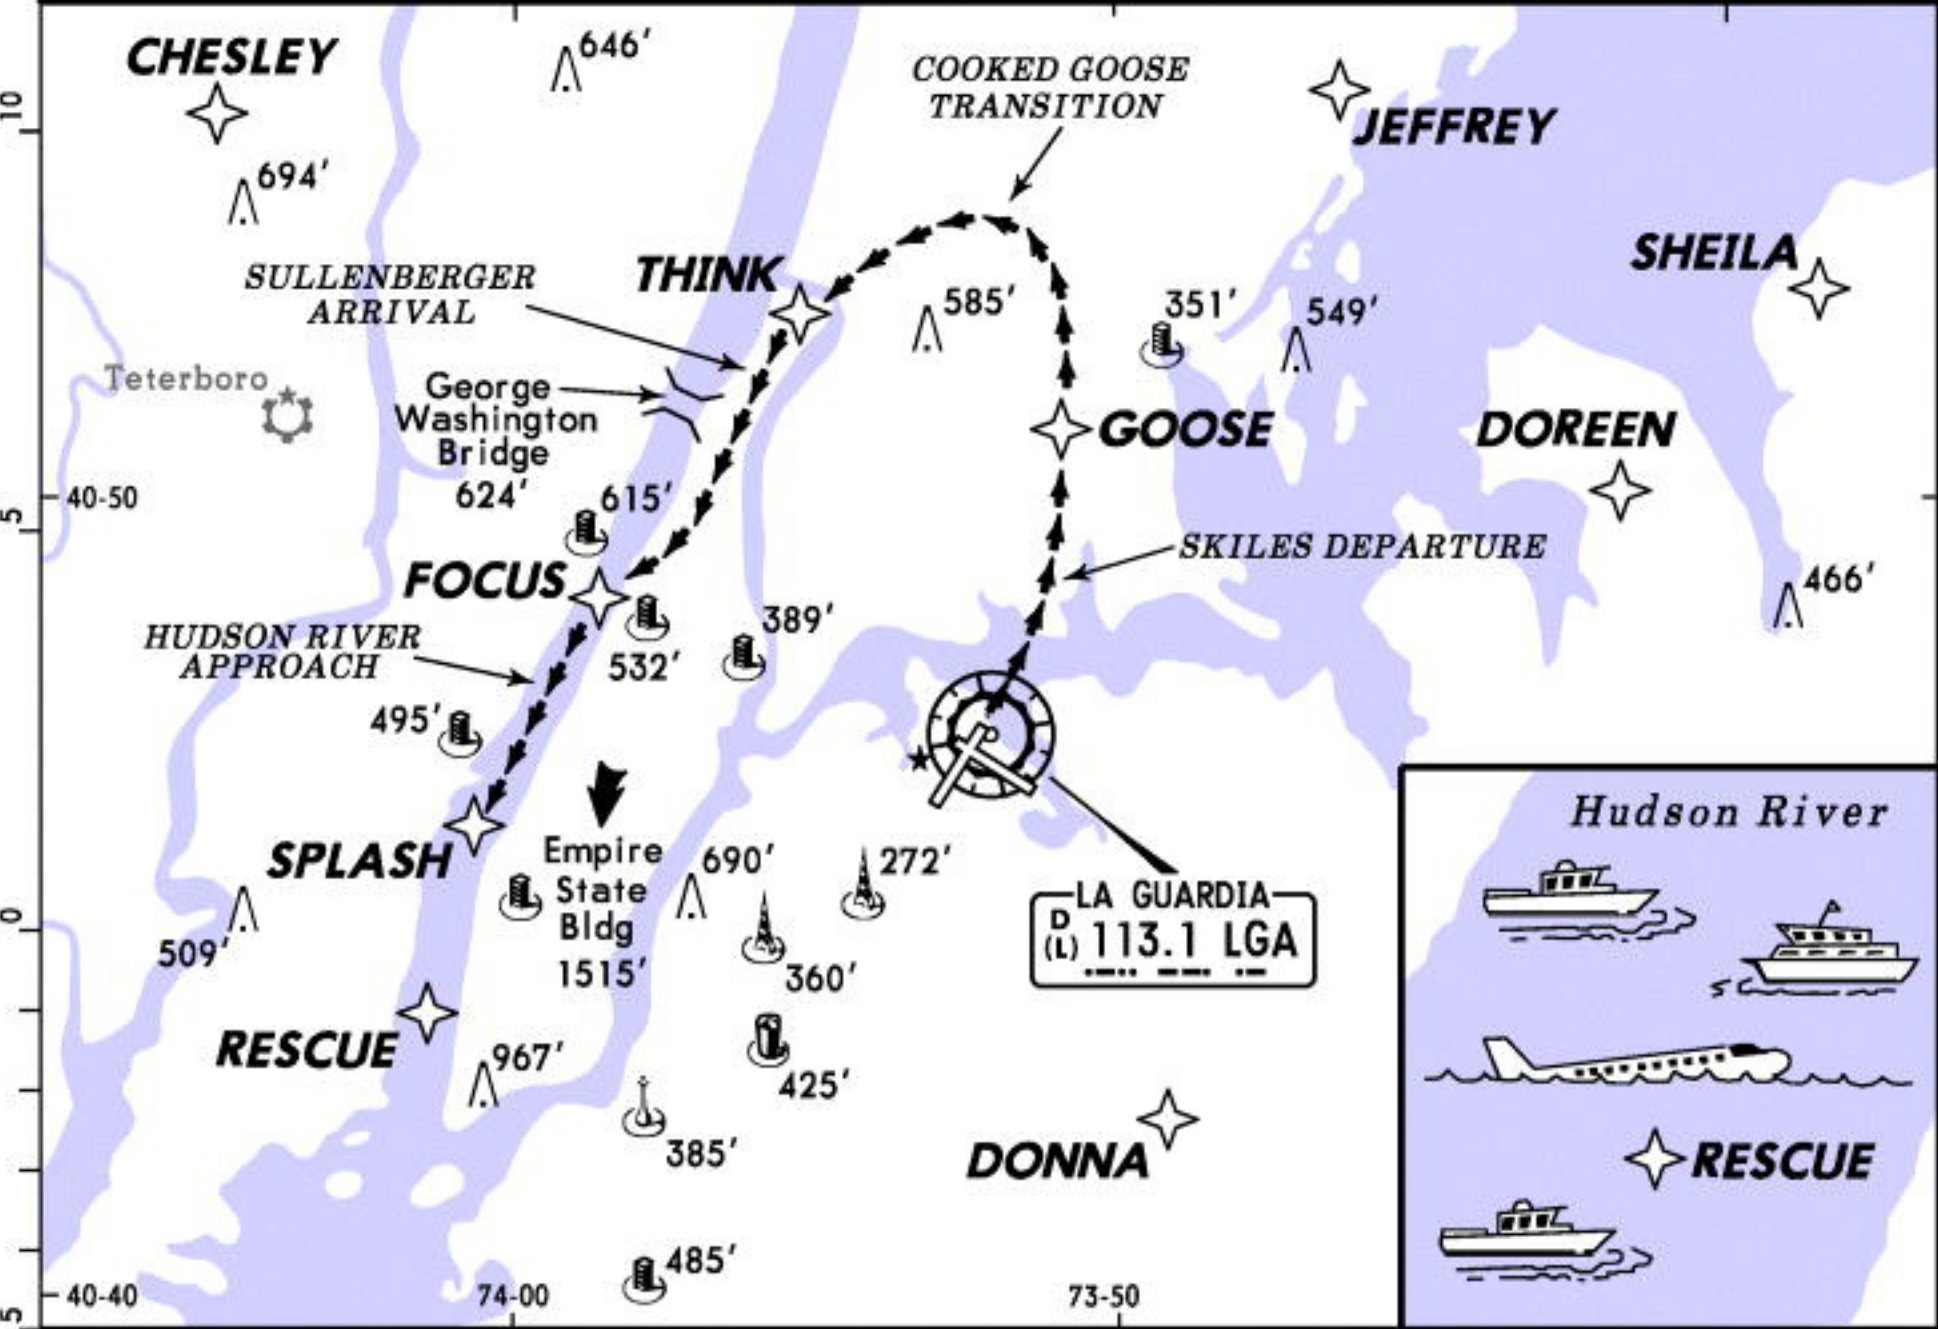 CHESLEY
646'
COOKED GOOSE
TRANSITION
JEFFREY
10
694'
SHEILA
SULLENBERGER
ARRIVAL
THINK
585'
351'
549'
Teterboro
George
Washington
Bridge
624'
GOOSE
DOREEN
40-50
5
615'
SKILES DEPARTURE
FOCUS
466'
389'
HUDSON RIVER
APPROACH
532'
495'
SPLASH
Empire
State
Bldg
1515'
690'
272'
LA GUARDIA
D
(L) 113.1 LGA
0
509'
360'
RESCUE
967'
425'
385'
DONNA
485'
40-40
5
74-00
73-50
Hudson River
RESCUE